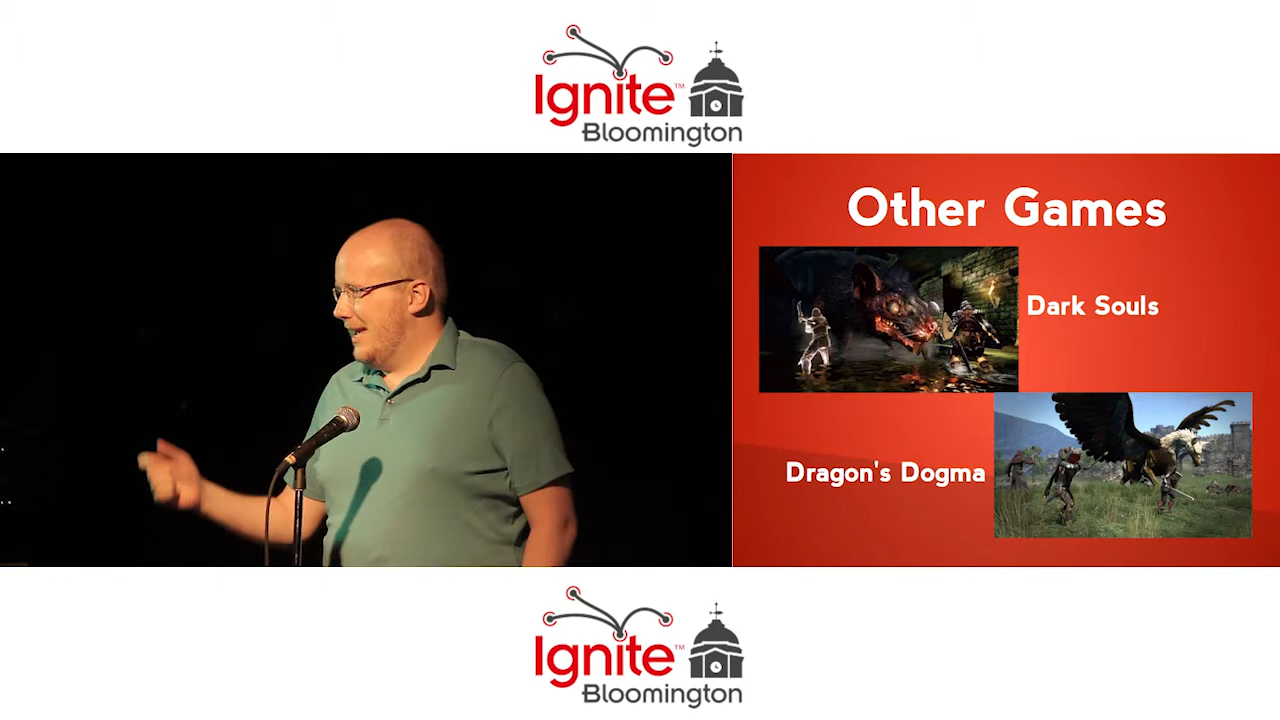 Ignite™
Bloomington
Other Games
Dark Souls
Dragon's Dogma
Ignite™
Bloomington